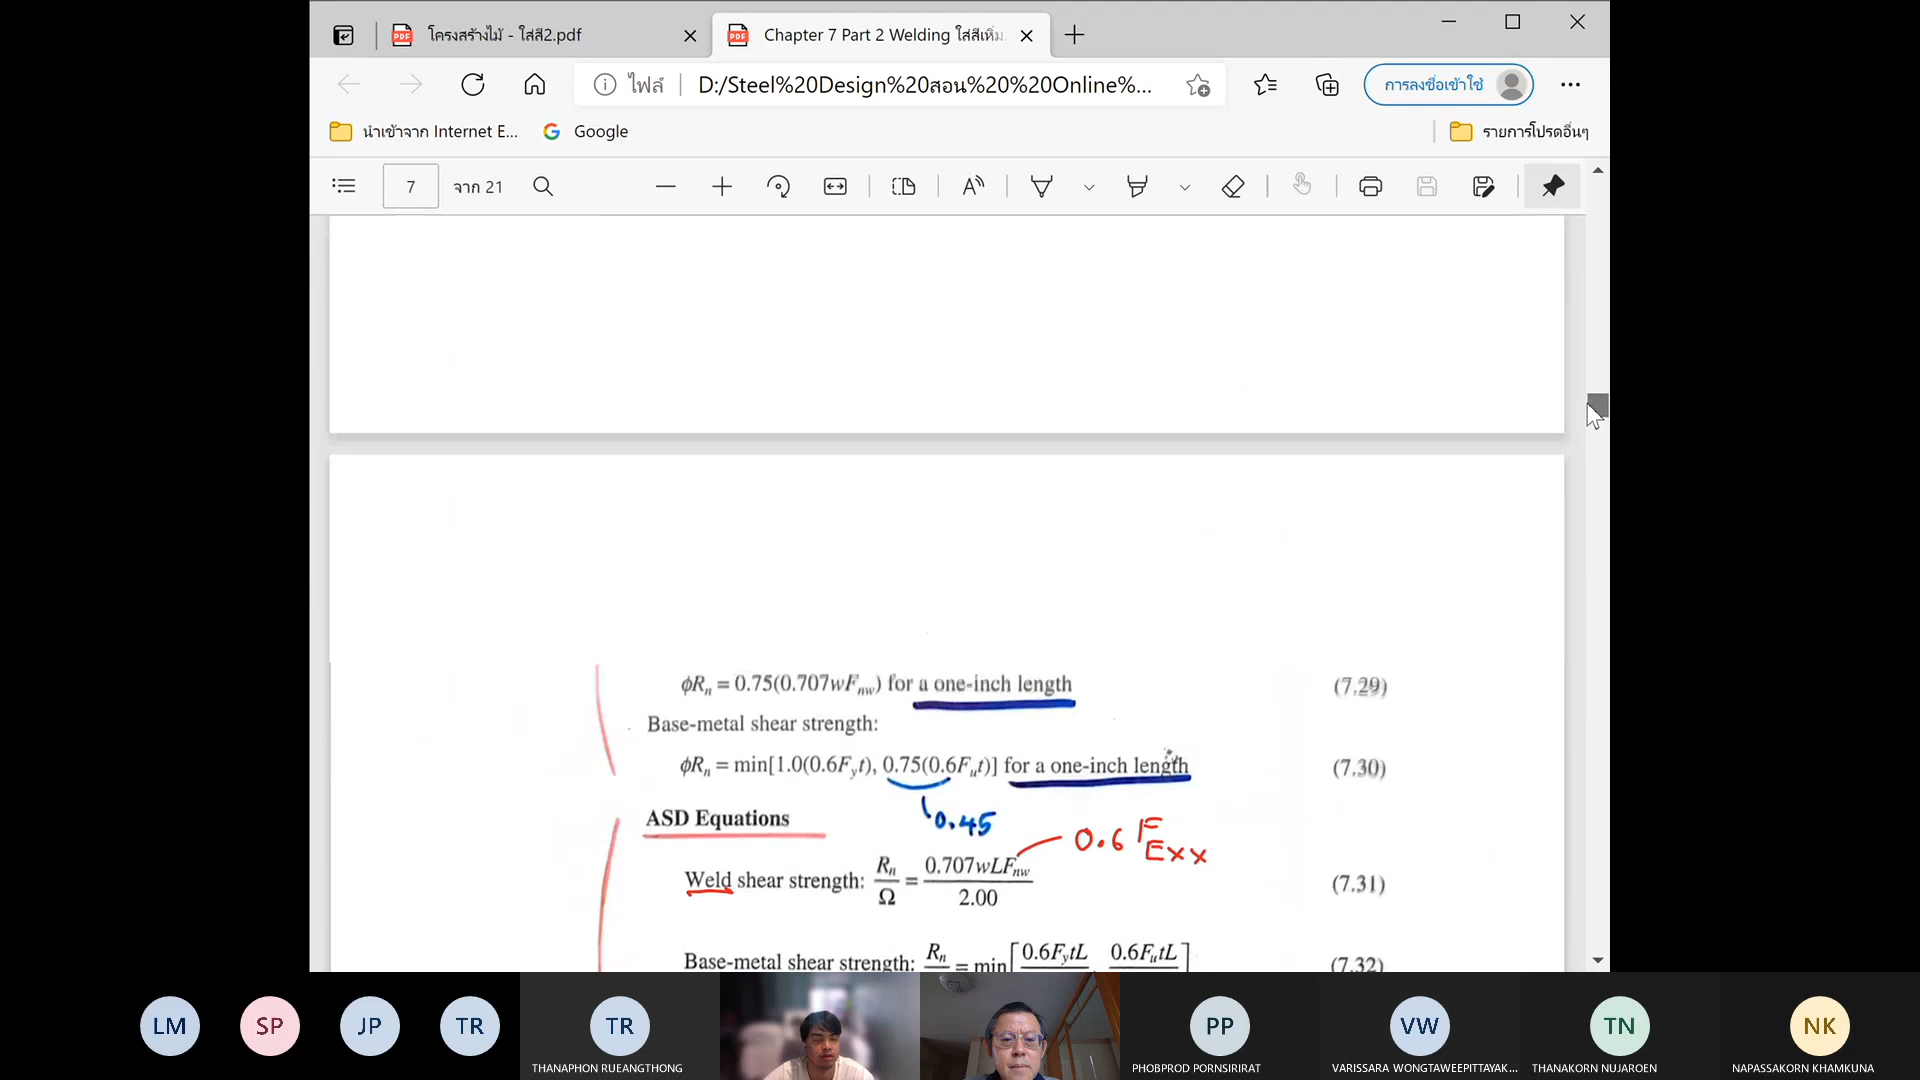 โครงสร้างไม้ - ใส่สี2.pdf
Chapter 7 Part 2 Welding ใส่สีเพิ่ม
ไฟล์ D:/Steel%20Design%20สอน%20%20Online%...
การลงชื่อเข้าใช้
นำเข้าจาก Internet E...
Google
รายการโปรดอื่นๆ
7 จาก 21
ϕRn = 0.75(0.707wFnw) for a one-inch length (7.29)
Base-metal shear strength:
ϕRn = min[1.0(0.6Fyt), 0.75(0.6Fut)] for a one-inch length (7.30)
0.45
ASD Equations
0.6 FExx
Weld shear strength: Rn/Ω = 0.707wLFnw/2.00 (7.31)
Base-metal shear strength: Rn = min[0.6FytL 0.6FutL] (7.32)
LM SP JP TR TR PP VW TN NK
THANAPHON RUEANGTHONG
PHOBPROD PORNSIRIRAT
VARISSARA WONGTAWEEPITTAYAK...
THANAKORN NUJAROEN
NAPASSAKORN KHAMKUNA